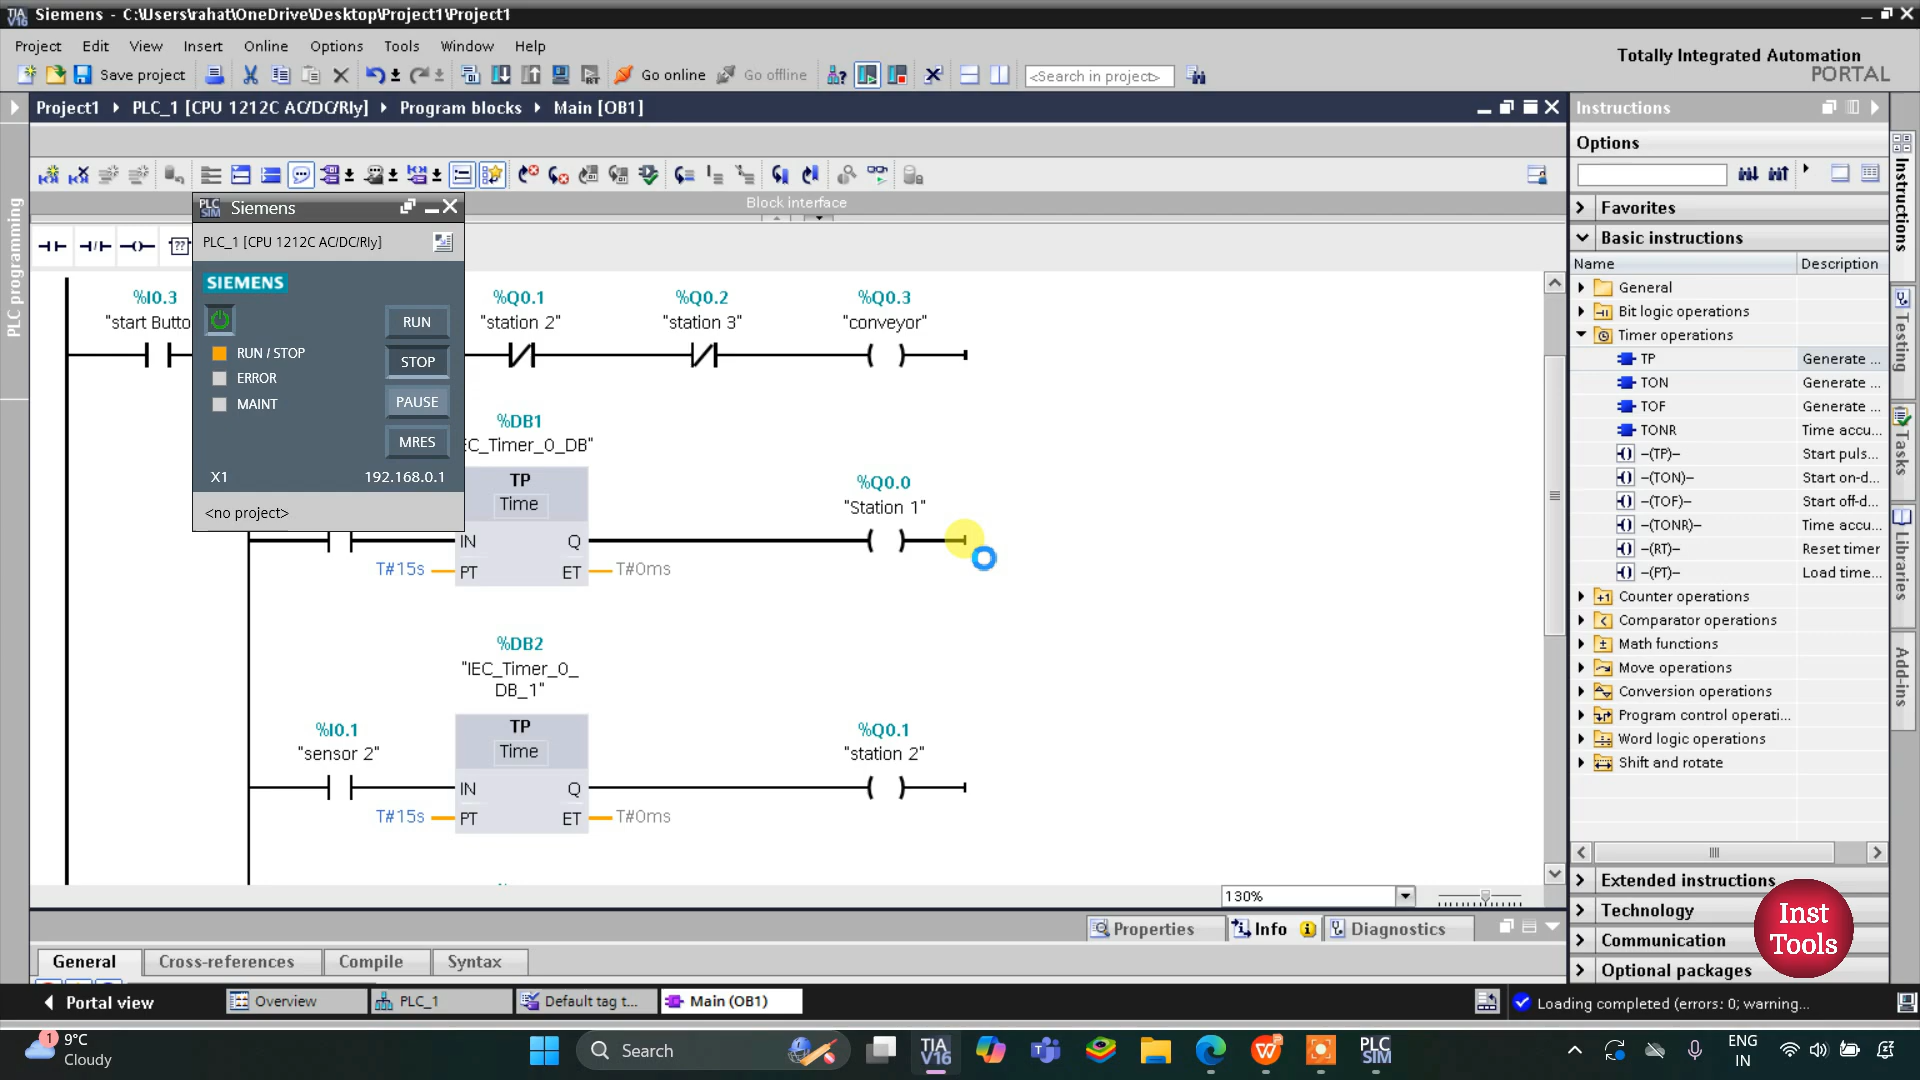 TIA V16 Siemens - C:\Users\rahat\OneDrive\Desktop\Project1\Project1
Project Edit View Insert Online Options Tools Window Help
Totally Integrated Automation
PORTAL
Save project Go online Go offline <Search in project>
Project1 PLC_1 [CPU 1212C AC/DC/Rly] Program blocks Main [OB1]
Block interface
PLC programming
PLC SIM Siemens
PLC_1 [CPU 1212C AC/DC/Rly]
SIEMENS
RUN
RUN / STOP
STOP
ERROR
PAUSE
MAINT
MRES
X1 192.168.0.1
<no project>
%I0.3 %Q0.1 %Q0.2 %Q0.3
"start Butto "station 2" "station 3" "conveyor"
%DB1
EC_Timer_0_DB"
TP
Time
%Q0.0
"Station 1"
IN Q
T#15s PT ET T#0ms
%DB2
"IEC_Timer_0_
DB_1"
TP
Time
%I0.1 %Q0.1
"sensor 2" "station 2"
IN Q
T#15s PT ET T#0ms
130%
Properties Info Diagnostics
General Cross-references Compile Syntax
Instructions
Options
Favorites
Basic instructions
Name Description
General
Bit logic operations
Timer operations
TP Generate ...
TON Generate ...
TOF Generate ...
TONR Time accu...
–(TP)– Start puls...
–(TON)– Start on-d...
–(TOF)– Start off-d...
–(TONR)– Time accu...
–(RT)– Reset timer
–(PT)– Load time...
Counter operations
Comparator operations
Math functions
Move operations
Conversion operations
Program control operati...
Word logic operations
Shift and rotate
Extended instructions
Technology
Communication
Optional packages
Instructions
Testing
Tasks
Libraries
Add-ins
Inst
Tools
Portal view Overview PLC_1 Default tag t... Main (OB1) Loading completed (errors: 0; warning...
1
9°C
Cloudy
Search
TIA V16
PLC SIM
ENG
IN